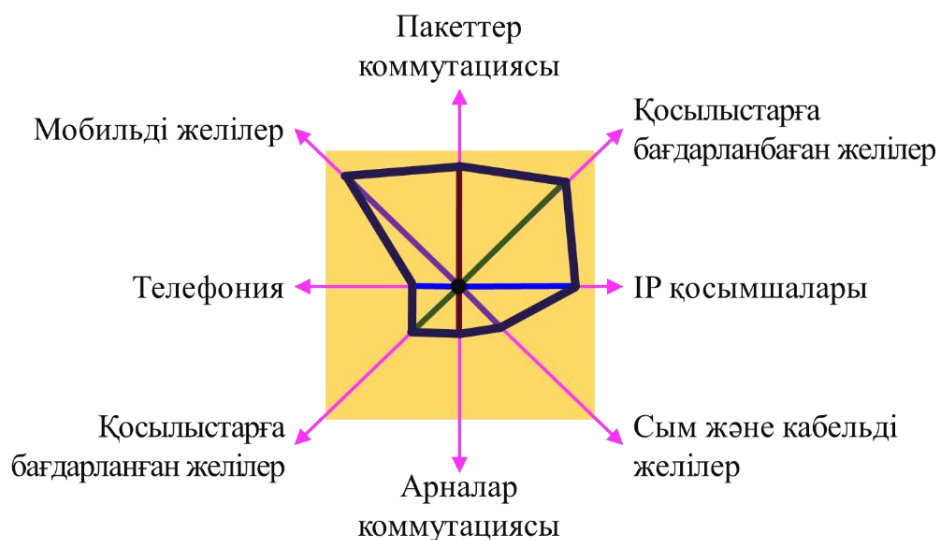 Пакеттер
коммутациясы
Мобильді желілер
Қосылыстарға
бағдарланбаған желілер
Телефония
IP қосымшалары
Қосылыстарға
бағдарланған желілер
Сым және кабельді
желілер
Арналар
коммутациясы